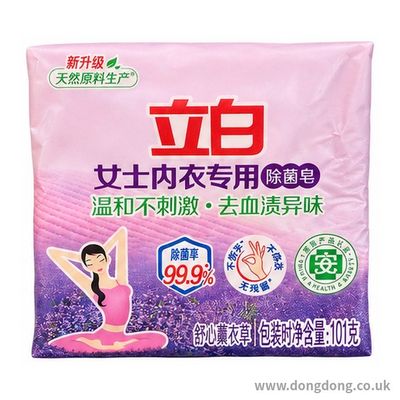 新升级
天然原料生产
立白
女士内衣专用除菌皂
温和不刺激·去血渍异味
除菌率
99.9%
不伤手 不伤衣
无残留
安
HEALTH &
舒心薰衣草 包装时净含量:101克
www.dongdong.co.uk